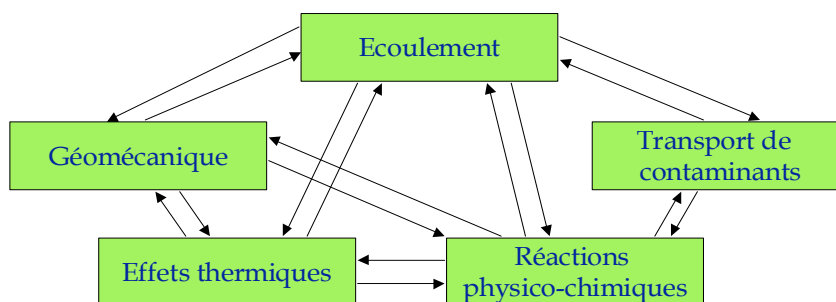 Ecoulement
Géomécanique
Transport de
contaminants
Effets thermiques
Réactions
physico-chimiques